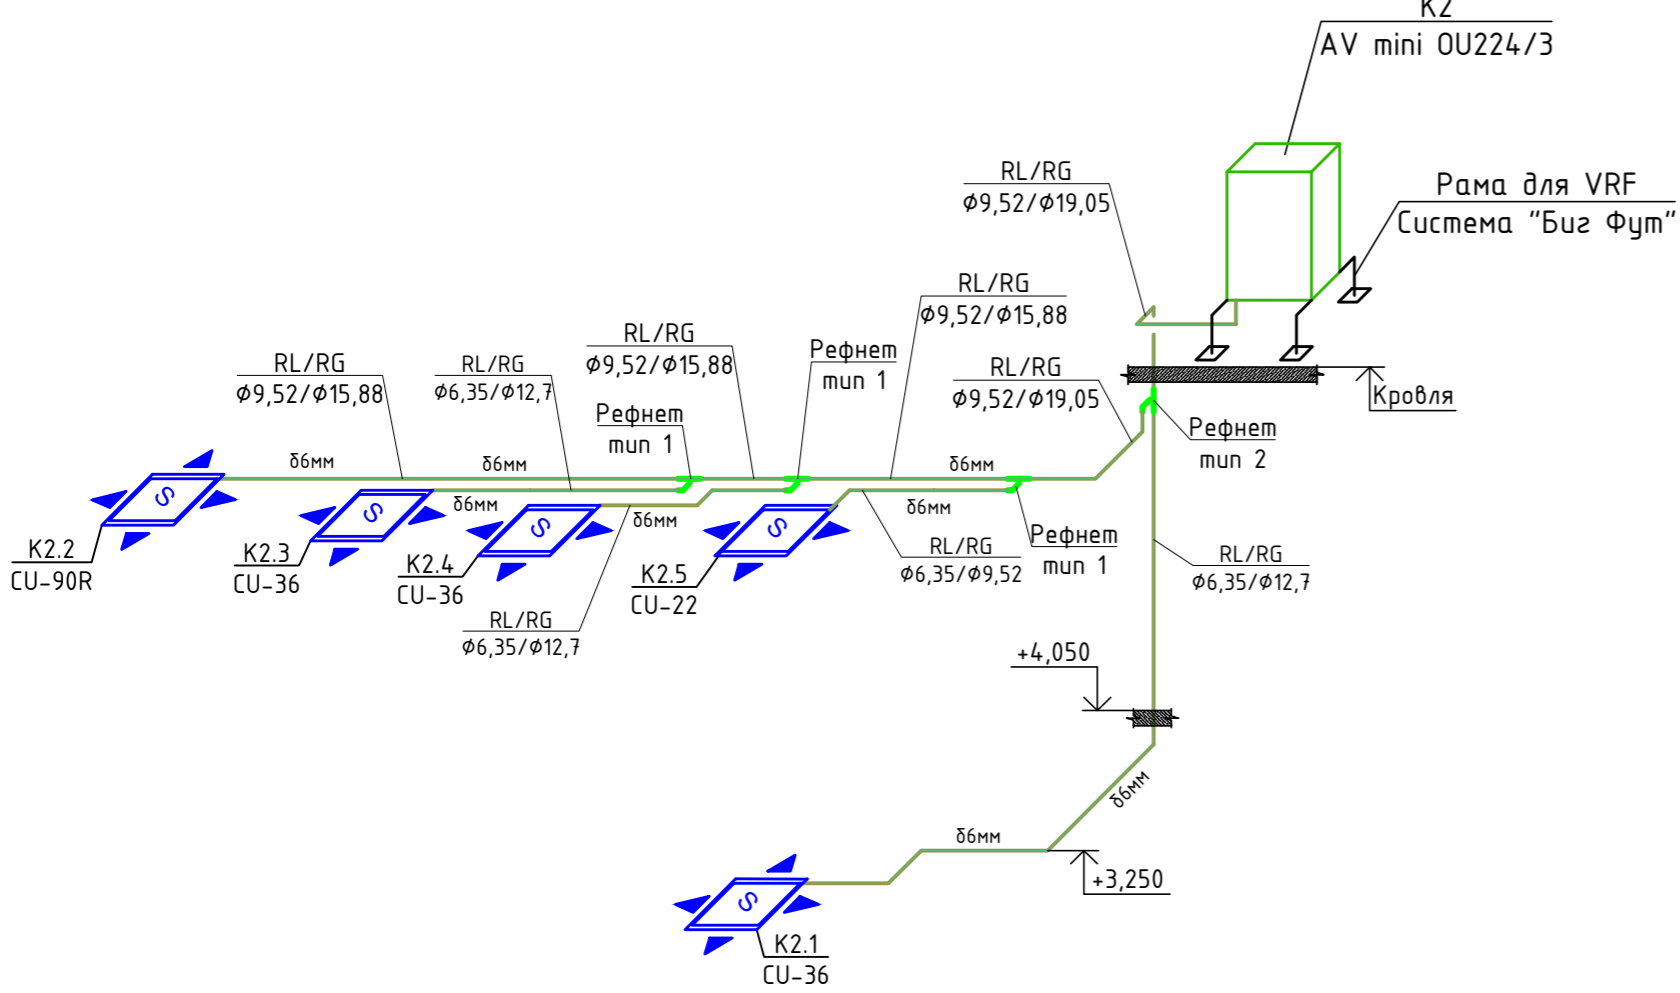 K2
AV mini OU224/3
RL/RG
Ф9,52/Ф19,05
Рама для VRF
Система "Биг Фут"
RL/RG
Ф9,52/Ф15,88
RL/RG
Ф9,52/Ф15,88
Рефнет
тип 1
RL/RG
Ф9,52/Ф15,88
RL/RG
Ф6,35/Ф12,7
RL/RG
Ф9,52/Ф19,05
Кровля
Рефнет
тип 1
Рефнет
тип 2
δ6мм
δ6мм
δ6мм
δ6мм
δ6мм
δ6мм
S
S
S
S
K2.2
CU-90R
K2.3
CU-36
K2.4
CU-36
K2.5
CU-22
RL/RG
Ф6,35/Ф9,52
Рефнет
тип 1
RL/RG
Ф6,35/Ф12,7
RL/RG
Ф6,35/Ф12,7
+4,050
δ6мм
δ6мм
+3,250
S
K2.1
CU-36